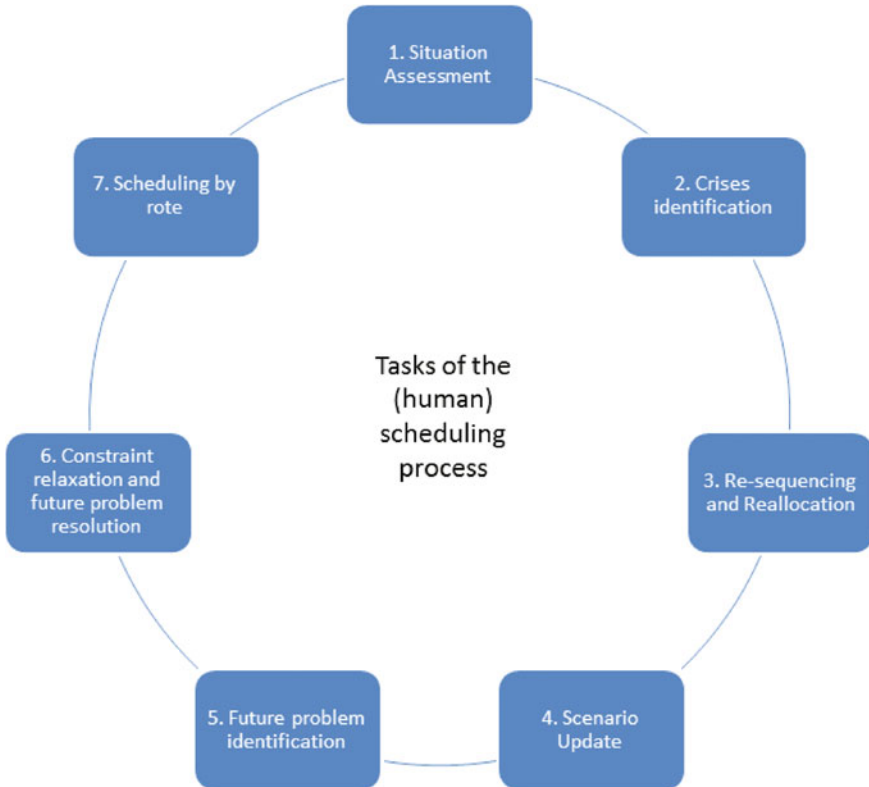 1. Situation
Assessment
2. Crises
identification
3. Re-sequencing
and Reallocation
4. Scenario
Update
5. Future problem
identification
6. Constraint
relaxation and
future problem
resolution
7. Scheduling by
rote
Tasks of the
(human)
scheduling
process